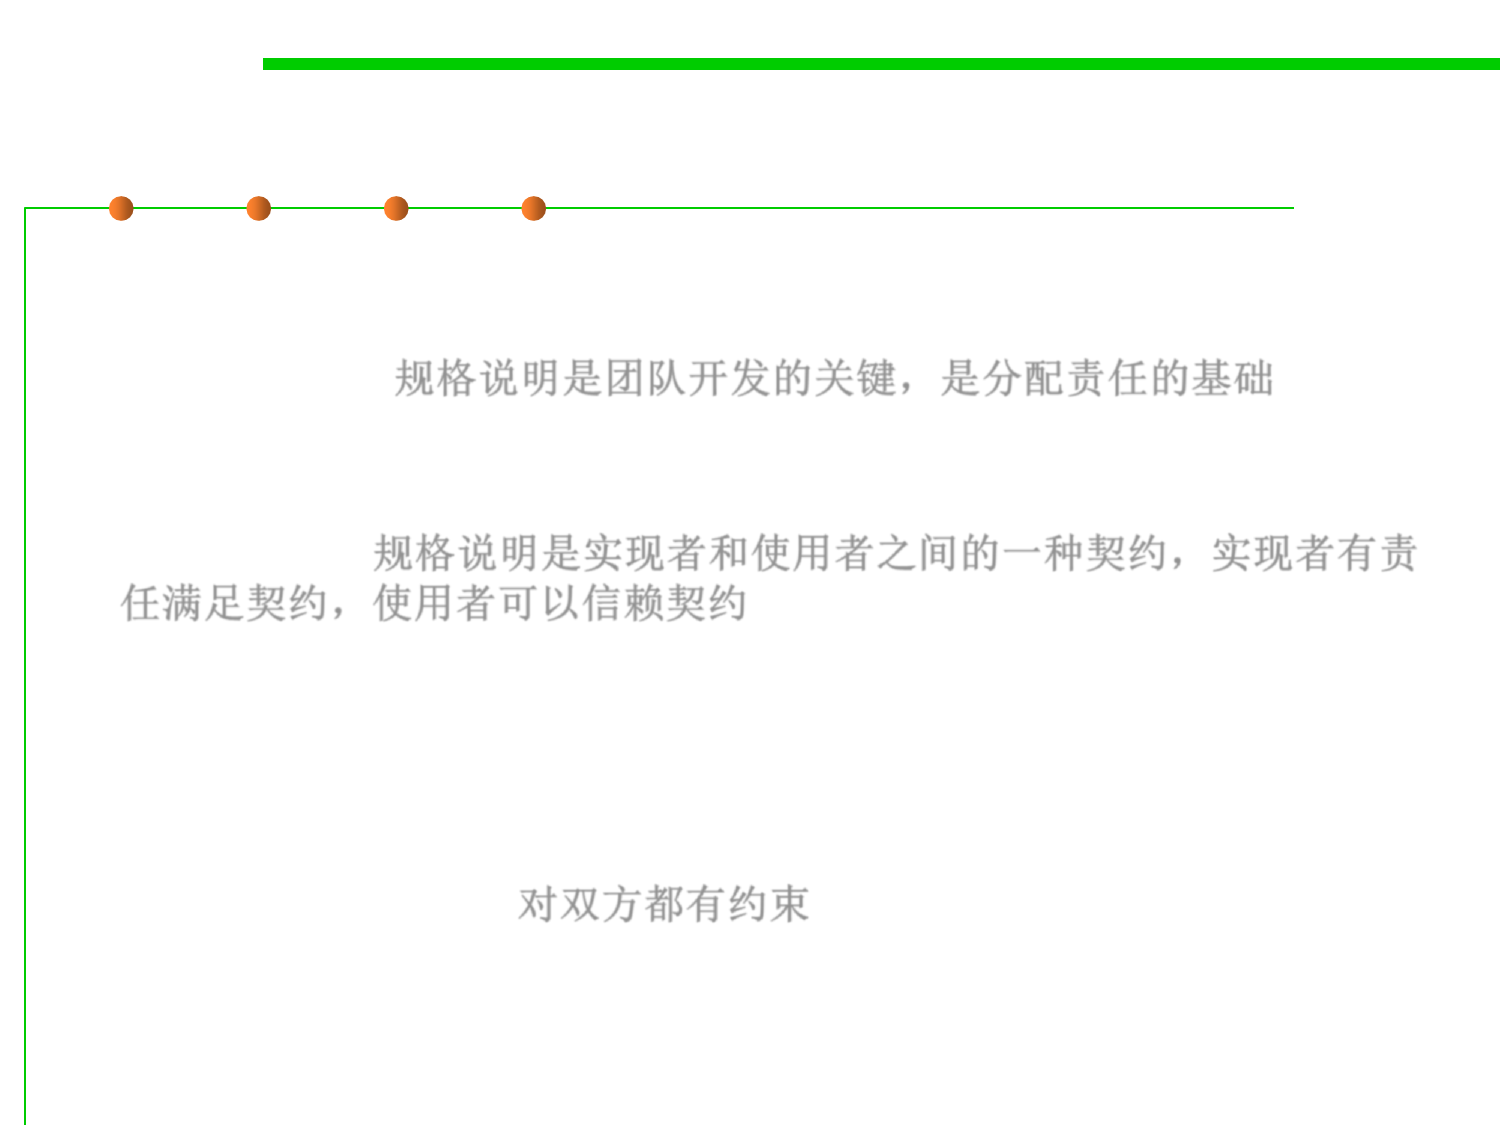 规格说明是团队开发的关键，是分配责任的基础
规格说明是实现者和使用者之间的一种契约，实现者有责
任满足契约，使用者可以信赖契约
对双方都有约束